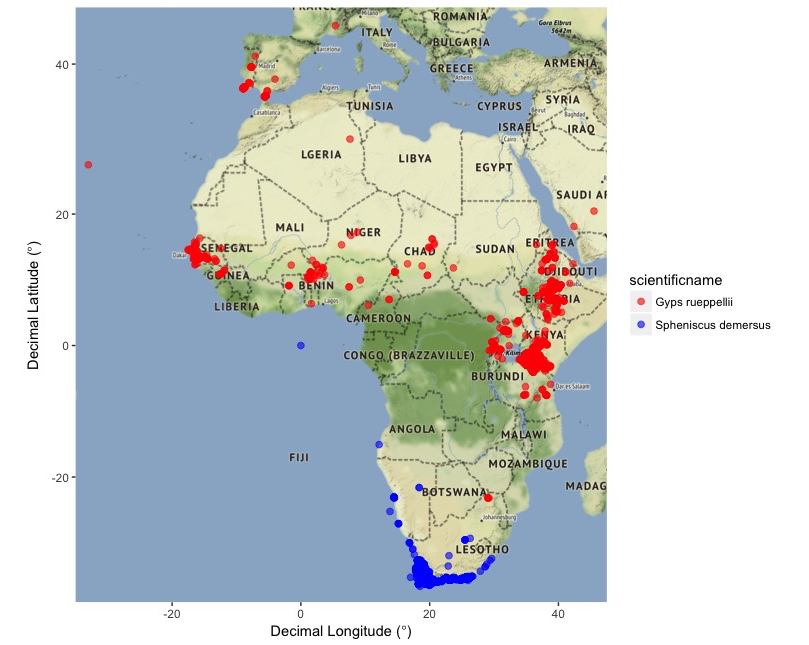 FRANCE
Milano
ROMANIA
Gora Elbrus
5642m
ITALY
BULGARIA
Barcelona
Rome
40
Madrid
GREECE
Athens
ARMENIA
Algiers
Tunis
SYRIA
TUNISIA
CYPRUS
Beirut
Baghdad
Casablanca
ISRAEL
IRAQ
Cairo
LGERIA
LIBYA
EGYPT
SAUDI AR
20
MALI
NIGER
Dakar
SENEGAL
CHAD
SUDAN
ERITREA
GUINEA
DJIBOUTI
BENIN
LIBERIA
Lagos
ETHIOPIA
CAMEROON
KENYA
0
CONGO (BRAZZAVILLE)
Kilim
BURUNDI
Dar es Salaam
ANGOLA
MALAWI
FIJI
MOZAMBIQUE
-20
BOTSWANA
MADAG
Johannesburg
LESOTHO
-20
0
20
40
Decimal Longitude (°)
Decimal Latitude (°)
scientificname
Gyps rueppellii
Spheniscus demersus